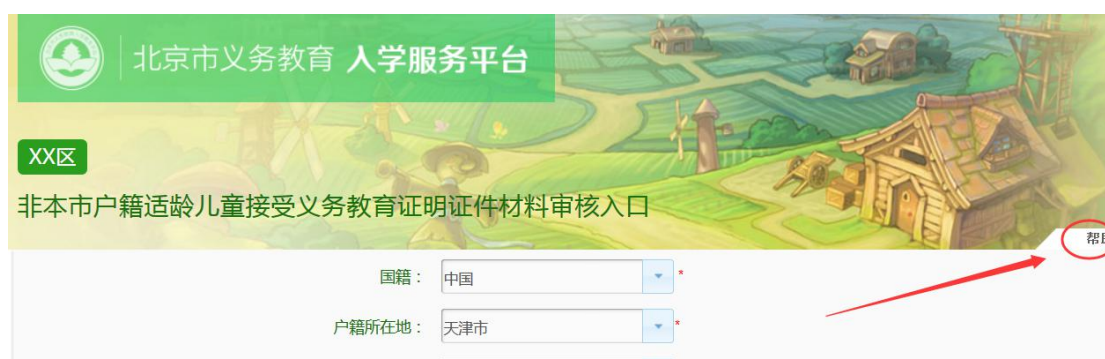 北京市义务教育 入学服务平台
XX区
非本市户籍适龄儿童接受义务教育证明证件材料审核入口
帮
国籍： 中国 *
户籍所在地： 天津市 *